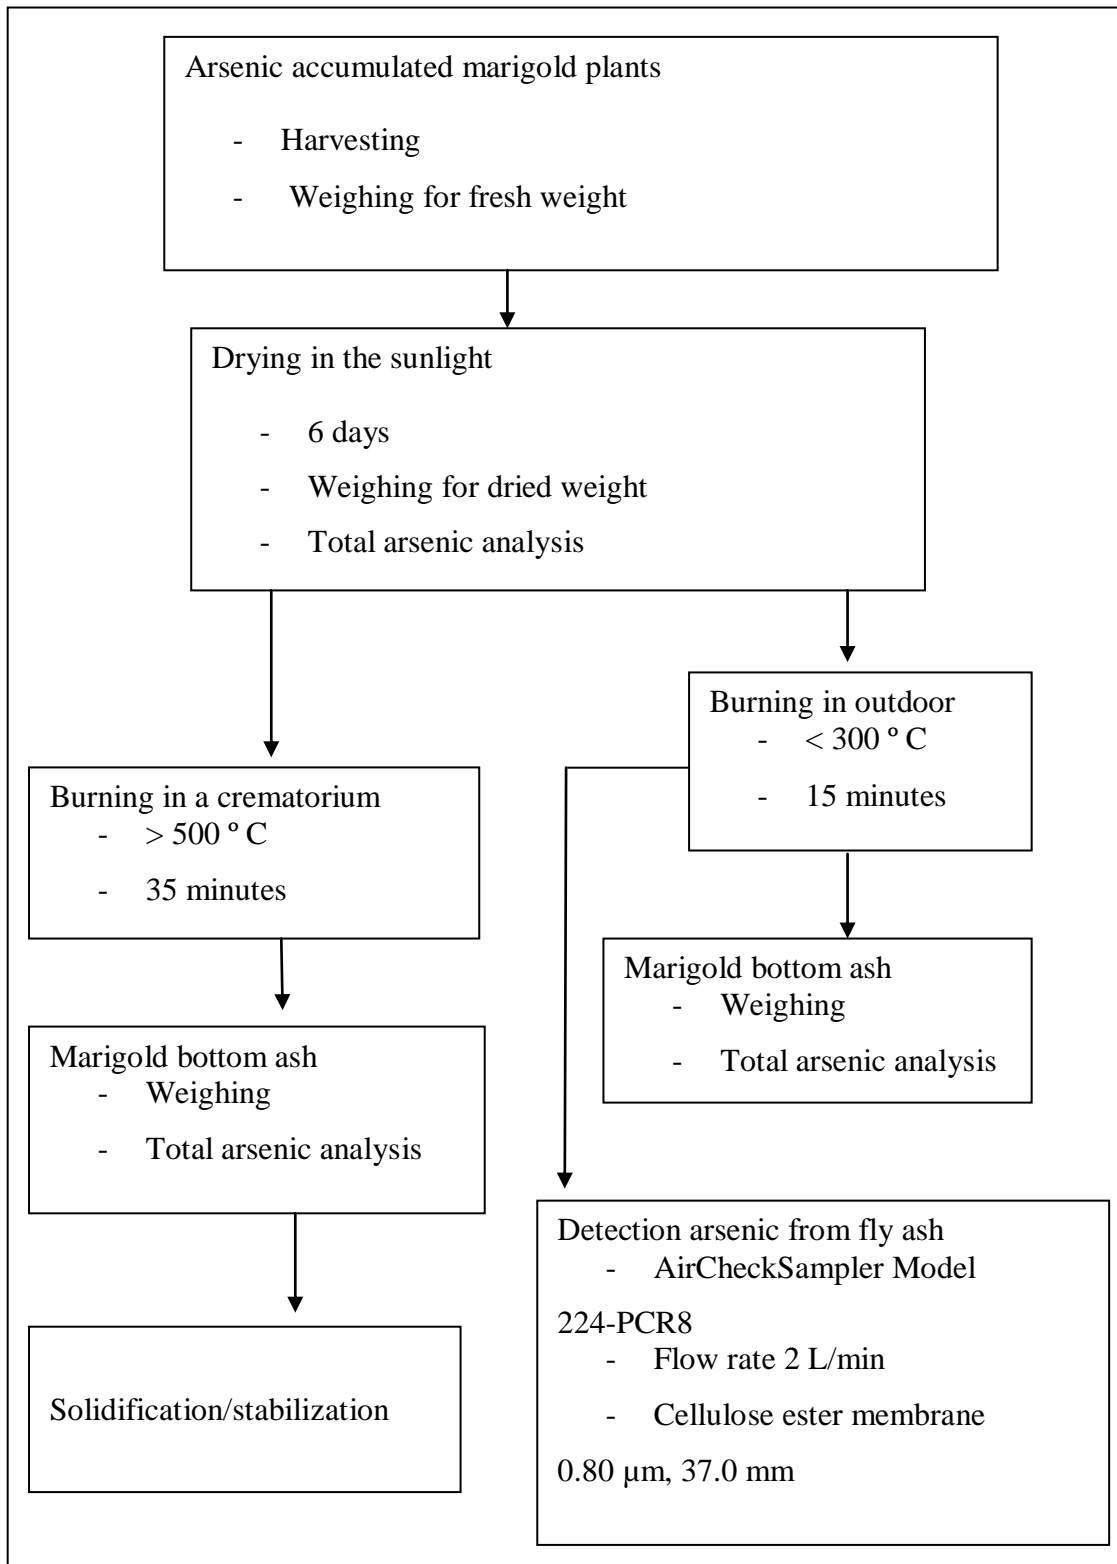 Arsenic accumulated marigold plants
- Harvesting
- Weighing for fresh weight
Drying in the sunlight
- 6 days
- Weighing for dried weight
- Total arsenic analysis
Burning in outdoor
- < 300 º C
- 15 minutes
Burning in a crematorium
- > 500 º C
- 35 minutes
Marigold bottom ash
- Weighing
- Total arsenic analysis
Marigold bottom ash
- Weighing
- Total arsenic analysis
Detection arsenic from fly ash
- AirCheckSampler Model
224-PCR8
- Flow rate 2 L/min
- Cellulose ester membrane
0.80 µm, 37.0 mm
Solidification/stabilization